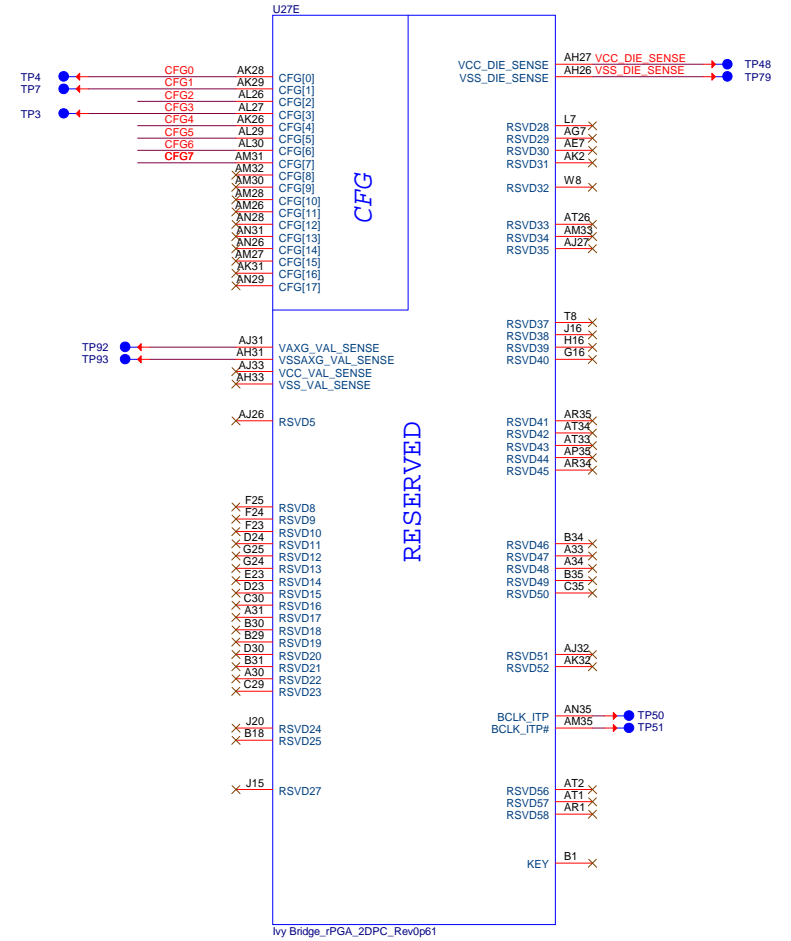 U27E
CFG0 AK28 CFG[0]
TP4
CFG1 AK29 CFG[1]
TP7
CFG2 AL26 CFG[2]
CFG3 AL27 CFG[3]
TP3
CFG4 AK26 CFG[4]
CFG5 AL29 CFG[5]
CFG6 AL30 CFG[6]
CFG7 AM31 CFG[7]
AM32 CFG[8]
AM30 CFG[9]
AM28 CFG[10]
AM26 CFG[11]
AN28 CFG[12]
AN31 CFG[13]
AN26 CFG[14]
AM27 CFG[15]
AK31 CFG[16]
AN29 CFG[17]
CFG
TP92 AJ31 VAXG_VAL_SENSE
TP93 AH31 VSSAXG_VAL_SENSE
AJ33 VCC_VAL_SENSE
AH33 VSS_VAL_SENSE
AJ26 RSVD5
RESERVED
F25 RSVD8
F24 RSVD9
F23 RSVD10
D24 RSVD11
G25 RSVD12
G24 RSVD13
E23 RSVD14
D23 RSVD15
C30 RSVD16
A31 RSVD17
B30 RSVD18
B29 RSVD19
D30 RSVD20
B31 RSVD21
A30 RSVD22
C29 RSVD23
J20 RSVD24
B18 RSVD25
J15 RSVD27
VCC_DIE_SENSE AH27 VCC_DIE_SENSE TP48
VSS_DIE_SENSE AH26 VSS_DIE_SENSE TP79
RSVD28 L7
RSVD29 AG7
RSVD30 AE7
RSVD31 AK2
RSVD32 W8
RSVD33 AT26
RSVD34 AM33
RSVD35 AJ27
RSVD37 T8
RSVD38 J16
RSVD39 H16
RSVD40 G16
RSVD41 AR35
RSVD42 AT34
RSVD43 AT33
RSVD44 AP35
RSVD45 AR34
RSVD46 B34
RSVD47 A33
RSVD48 A34
RSVD49 B35
RSVD50 C35
RSVD51 AJ32
RSVD52 AK32
BCLK_ITP AN35 TP50
BCLK_ITP# AM35 TP51
RSVD56 AT2
RSVD57 AT1
RSVD58 AR1
KEY B1
Ivy Bridge_rPGA_2DPC_Rev0p61